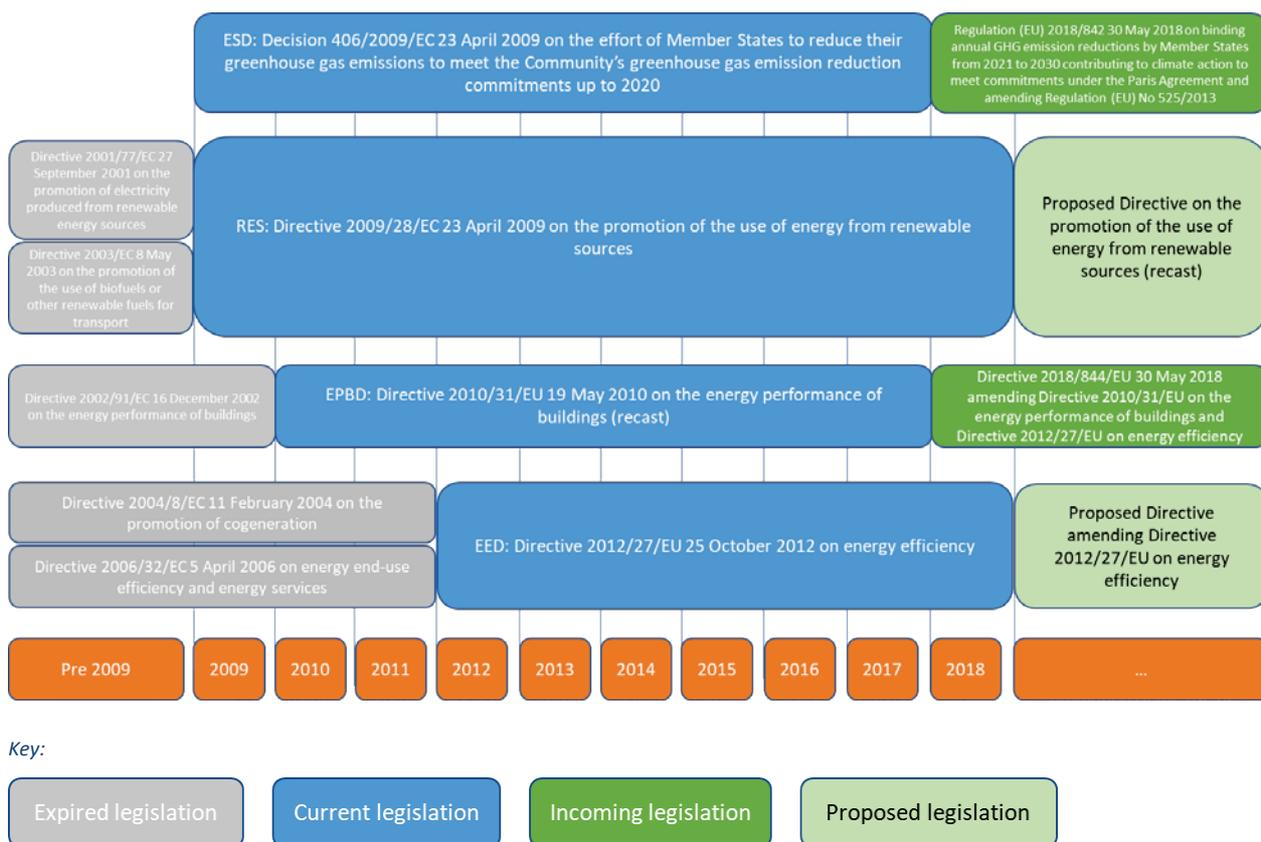 ESD: Decision 406/2009/EC 23 April 2009 on the effort of Member States to reduce their
greenhouse gas emissions to meet the Community's greenhouse gas emission reduction
commitments up to 2020
Regulation (EU) 2018/842 30 May 2018 on binding
annual GHG emission reductions by Member States
from 2021 to 2030 contributing to climate action to
meet commitments under the Paris Agreement and
amending Regulation (EU) No 525/2013
Directive 2001/77/EC 27
September 2001 on the
promotion of electricity
produced from renewable
energy sources
Directive 2003/EC 8 May
2003 on the promotion of
the use of biofuels or
other renewable fuels for
transport
RES: Directive 2009/28/EC 23 April 2009 on the promotion of the use of energy from renewable
sources
Proposed Directive on the
promotion of the use of
energy from renewable
sources (recast)
Directive 2002/91/EC 16 December 2002
on the energy performance of buildings
EPBD: Directive 2010/31/EU 19 May 2010 on the energy performance of
buildings (recast)
Directive 2018/844/EU 30 May 2018
amending Directive 2010/31/EU on the
energy performance of buildings and
Directive 2012/27/EU on energy efficiency
Directive 2004/8/EC 11 February 2004 on the
promotion of cogeneration
Directive 2006/32/EC 5 April 2006 on energy end-use
efficiency and energy services
EED: Directive 2012/27/EU 25 October 2012 on energy efficiency
Proposed Directive
amending Directive
2012/27/EU on energy
efficiency
Pre 2009
2009
2010
2011
2012
2013
2014
2015
2016
2017
2018
...
Key:
Expired legislation
Current legislation
Incoming legislation
Proposed legislation